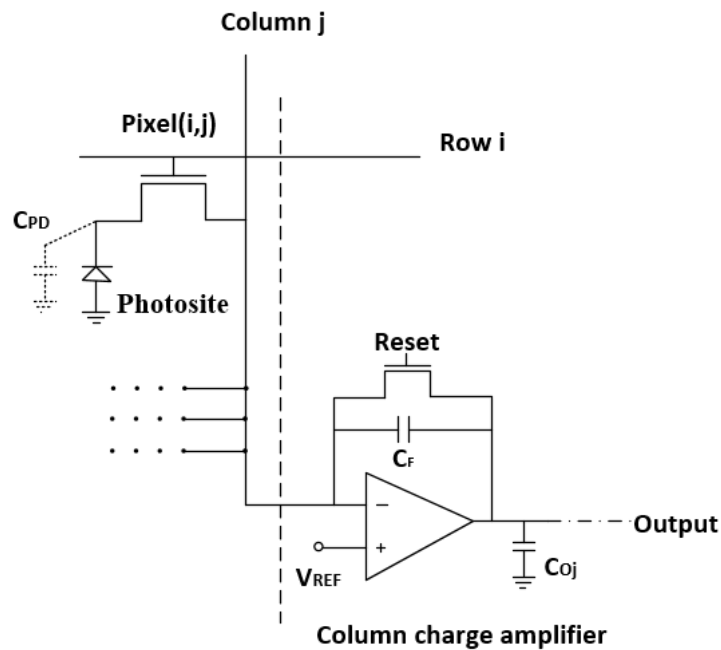 Column j
Pixel(i,j)
Row i
CPD
Photosite
Reset
CF
−
+
VREF
Output
COj
Column charge amplifier